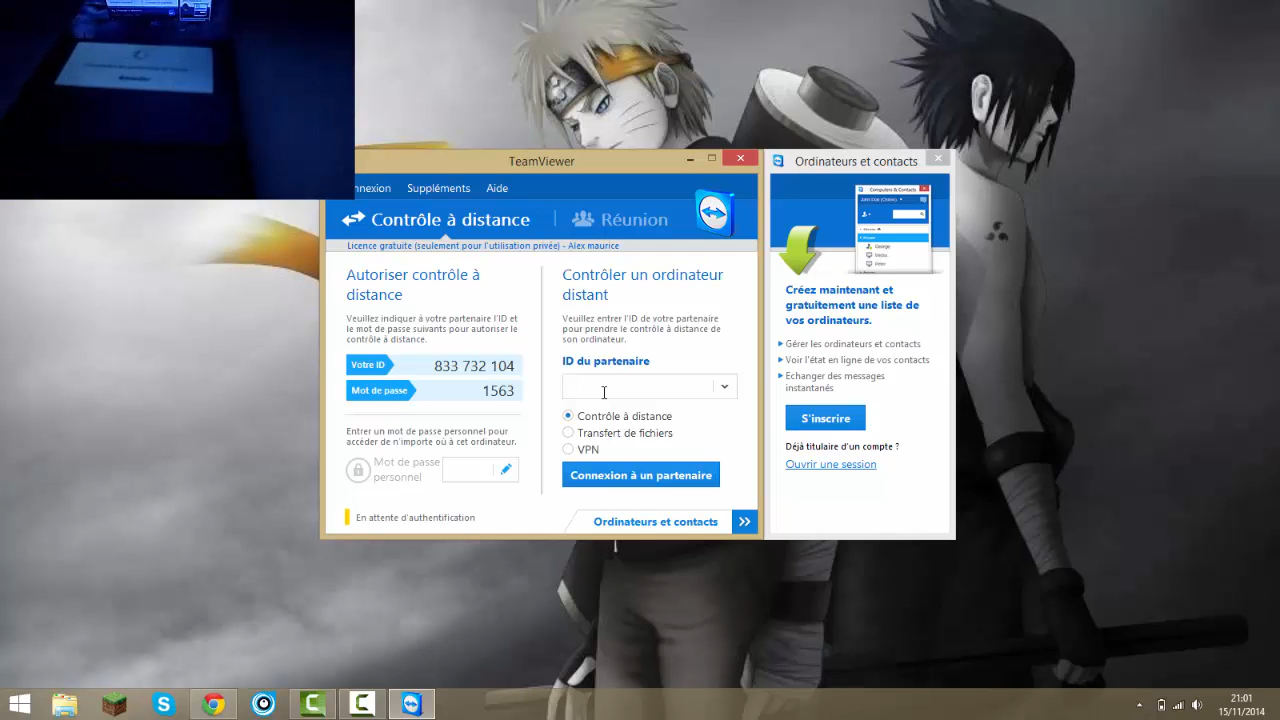 TeamViewer
Ordinateurs et contacts
nnexion
Suppléments
Aide
Contrôle à distance
Réunion
Licence gratuite (seulement pour l'utilisation privée) - Alex maurice
Autoriser contrôle à
distance
Veuillez indiquer à votre partenaire l'ID et
le mot de passe suivants pour autoriser le
contrôle à distance.
Votre ID
833 732 104
Mot de passe
1563
Entrer un mot de passe personnel pour
accéder de n'importe où à cet ordinateur.
Mot de passe
personnel
En attente d'authentification
Contrôler un ordinateur
distant
Veuillez entrer l'ID de votre partenaire
pour prendre le contrôle à distance de
son ordinateur.
ID du partenaire
Contrôle à distance
Transfert de fichiers
VPN
Connexion à un partenaire
Ordinateurs et contacts
Computers & Contacts
Créez maintenant et
gratuitement une liste de
vos ordinateurs.
Gérer les ordinateurs et contacts
Voir l'état en ligne de vos contacts
Echanger des messages
instantanés
S'inscrire
Déjà titulaire d'un compte ?
Ouvrir une session
21:01
15/11/2014